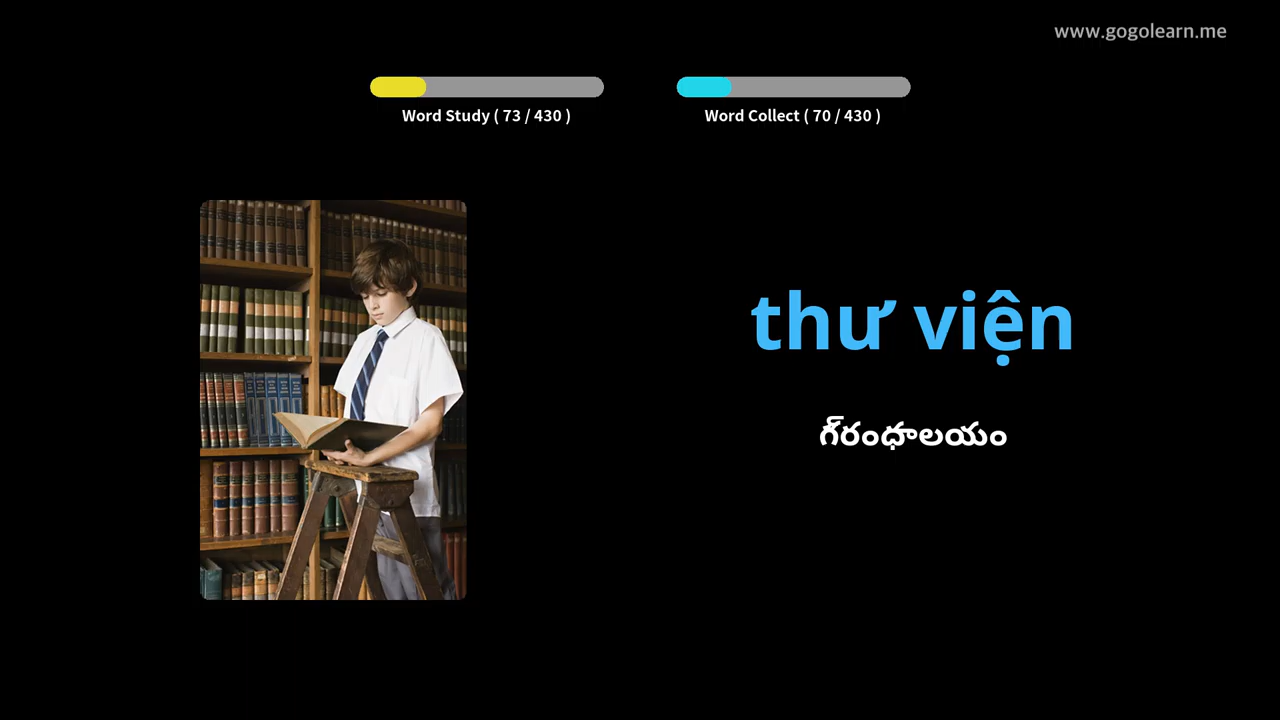 www.gogolearn.me
Word Study ( 73 / 430 )
Word Collect ( 70 / 430 )
thư viện
గ్రంధాలయం